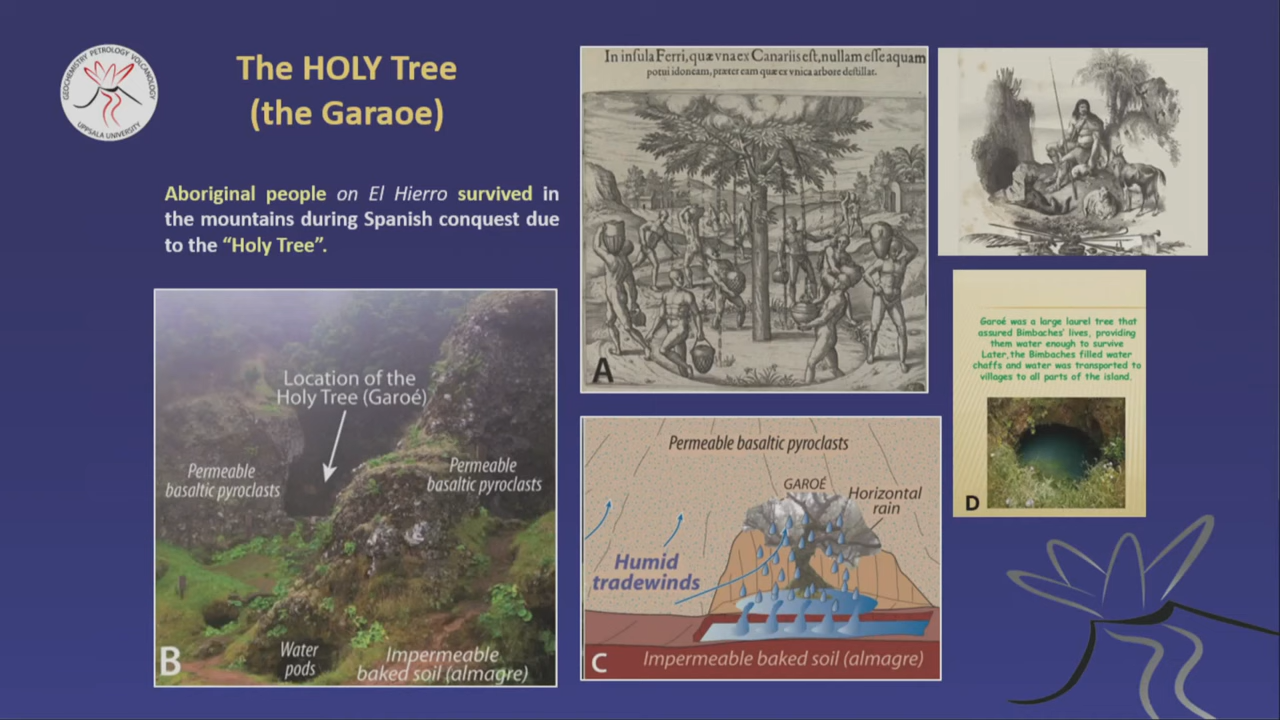 GEOCHEMISTRY PETROLOGY VOLCANOLOGY
UPPSALA UNIVERSITY
The HOLY Tree
(the Garaoe)
Aboriginal people on El Hierro survived in
the mountains during Spanish conquest due
to the “Holy Tree”.
Location of the
Holy Tree (Garoé)
Permeable
basaltic pyroclasts
Permeable
basaltic pyroclasts
Water
pods
Impermeable
baked soil (almagre)
B
In insula Ferri, quæ vna ex Canariis est, nullam esse aquam
potui idoneam, præter eam quæ ex vnica arbore destillat.
A
Permeable basaltic pyroclasts
GAROÉ
Horizontal
rain
Humid
tradewinds
C
Impermeable baked soil (almagre)
Garoé was a large laurel tree that
assured Bimbaches' lives, providing
them water enough to survive
Later,the Bimbaches filled water
chaffs and water was transported to
villages to all parts of the island.
D